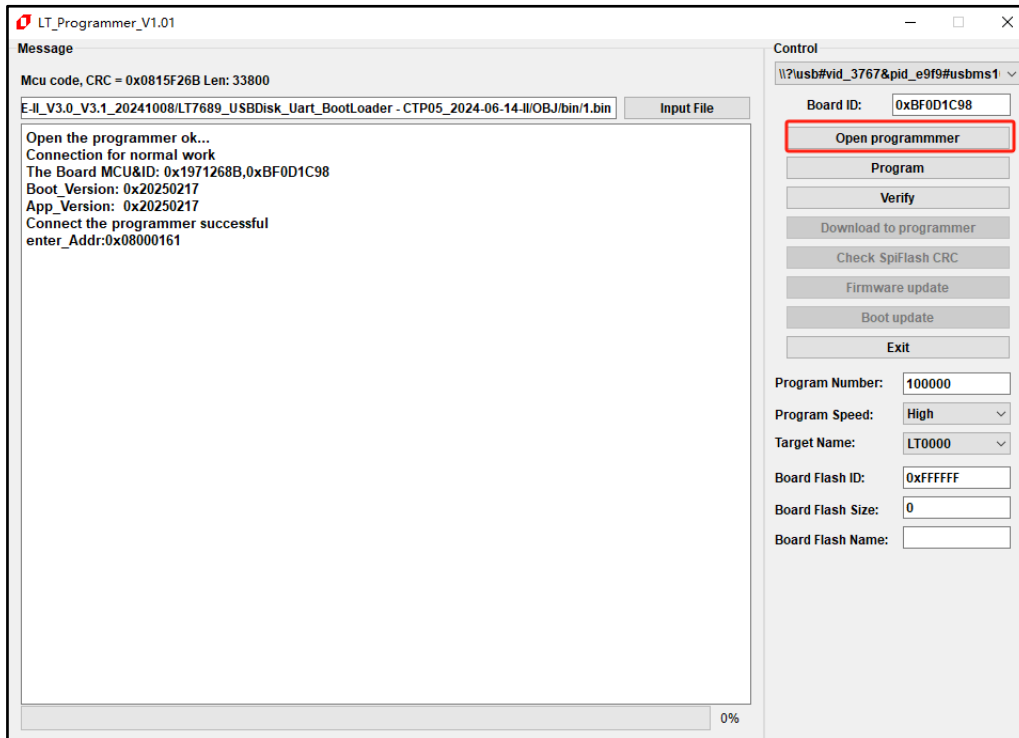 LT_Programmer_V1.01
Message
Mcu code, CRC = 0x0815F26B Len: 33800
E-II_V3.0_V3.1_20241008/LT7689_USBDisk_Uart_BootLoader - CTP05_2024-06-14-II/OBJ/bin/1.bin
Input File
Open the programmer ok...
Connection for normal work
The Board MCU&ID: 0x1971268B,0xBF0D1C98
Boot_Version: 0x20250217
App_Version:  0x20250217
Connect the programmer successful
enter_Addr:0x08000161
0%
Control
\\?\usb#vid_3767&pid_e9f9#usbms1
Board ID: 0xBF0D1C98
Open programmmer
Program
Verify
Download to programmer
Check SpiFlash CRC
Firmware update
Boot update
Exit
Program Number: 100000
Program Speed: High
Target Name: LT0000
Board Flash ID: 0xFFFFFF
Board Flash Size: 0
Board Flash Name: